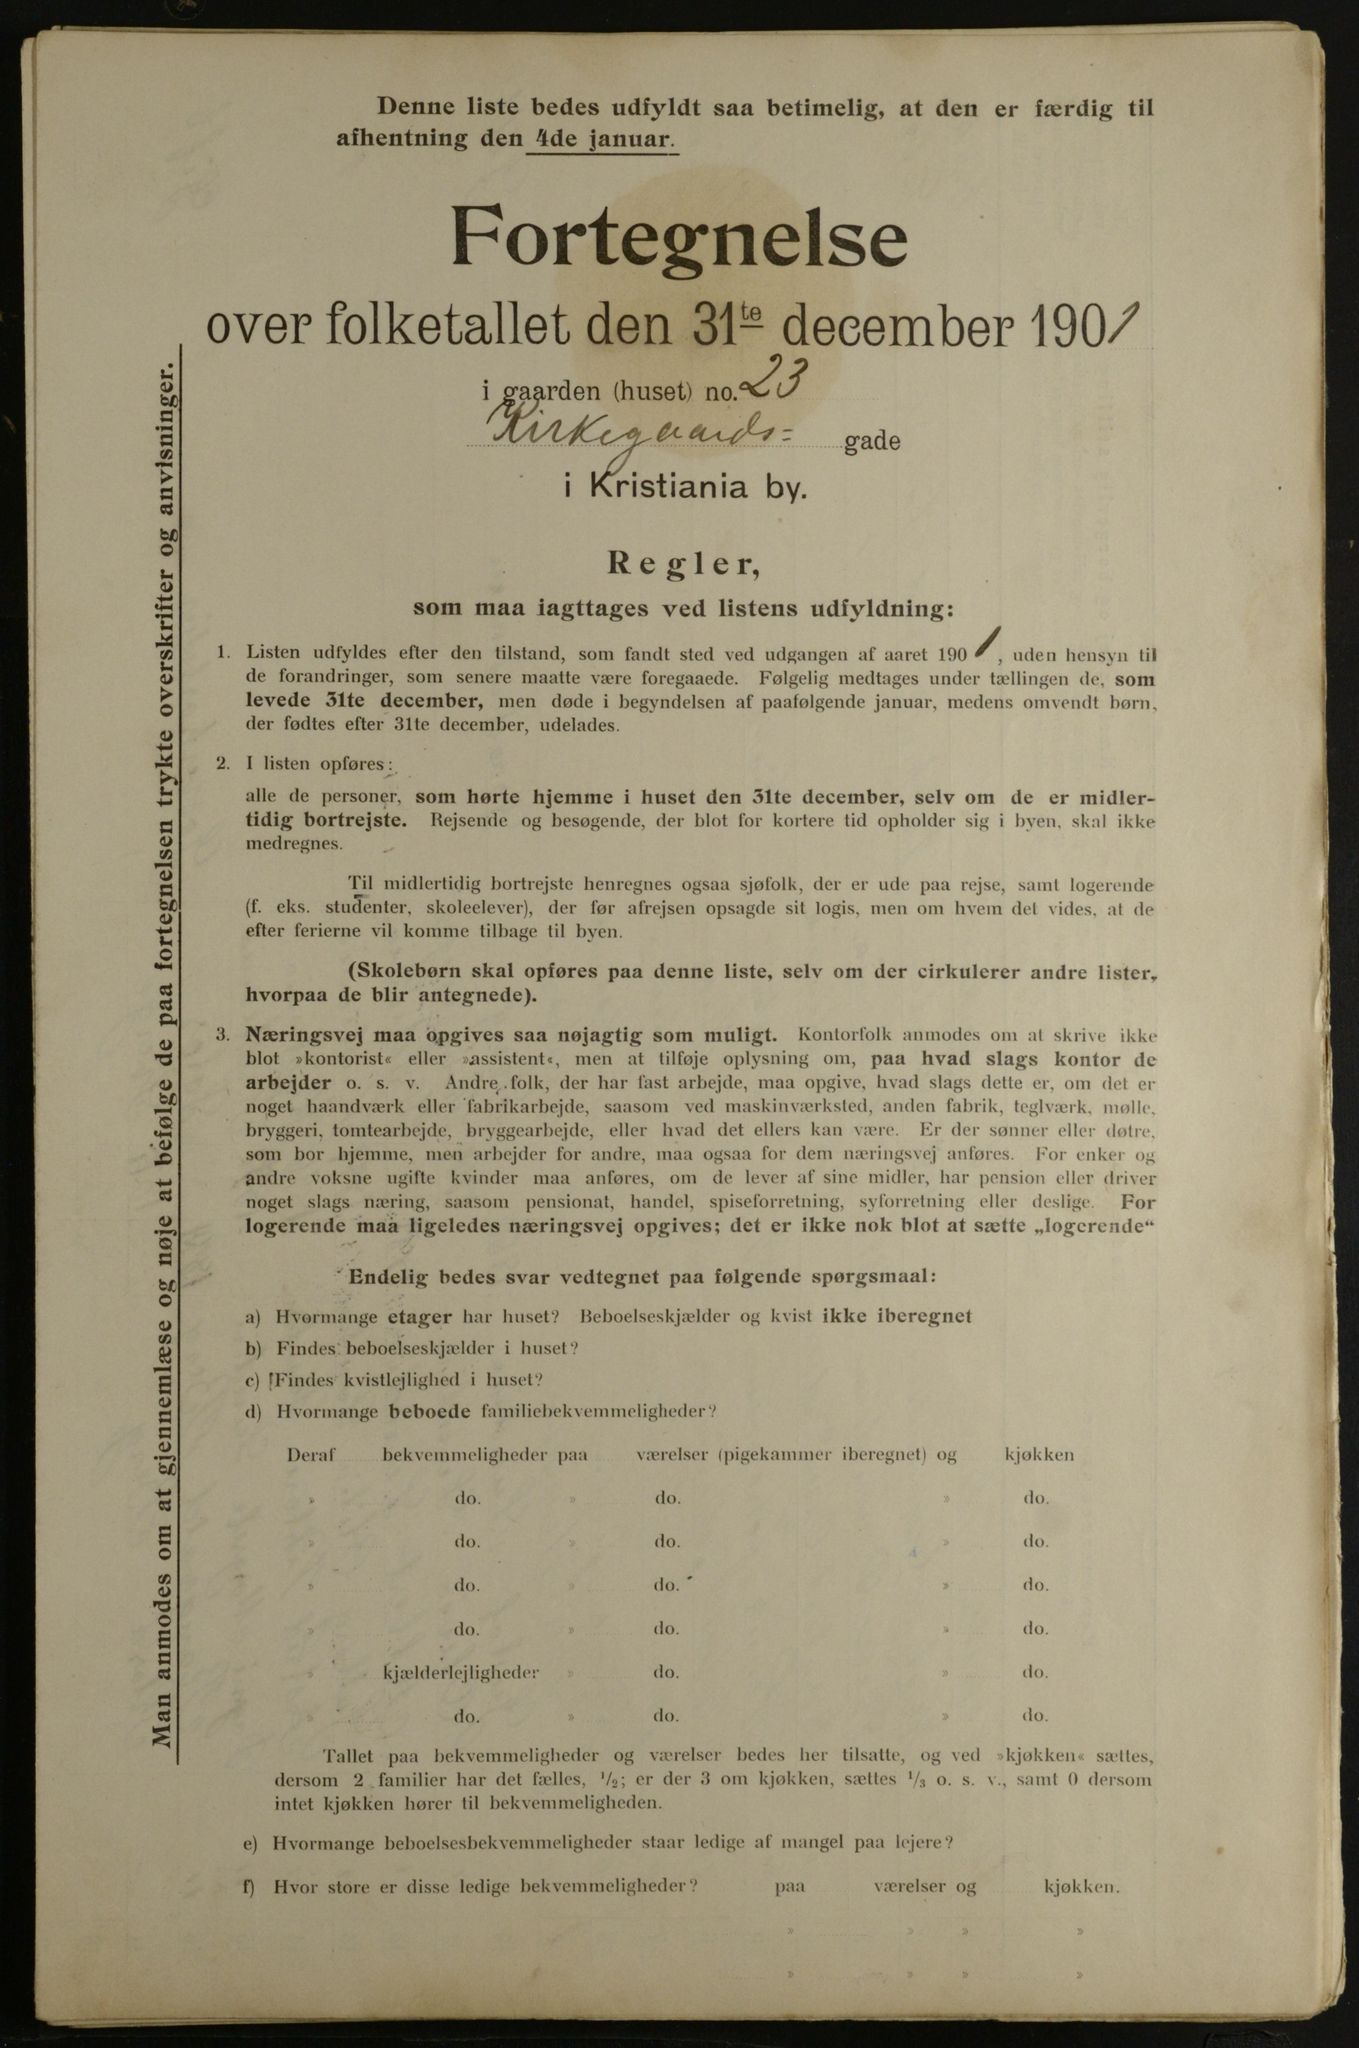 Denne liste bedes udfyldt saa betimelig, at den er færdig til
afhentning den 4de januar.
Fortegnelse
over folketallet den 31te december 1901
i gaarden (huset) no. 23
Kirkegaards- gade
i Kristiania by.
Regler,
som maa iagttages ved listens udfyldning:
1. Listen udfyldes efter den tilstand, som fandt sted ved udgangen af aaret 1901, uden hensyn til
de forandringer, som senere maatte være foregaaede. Følgelig medtages under tællingen de, som
levede 31te december, men døde i begyndelsen af paafølgende januar, medens omvendt børn,
der fødtes efter 31te december, udelades.
2. I listen opføres:
alle de personer, som hørte hjemme i huset den 31te december, selv om de er midler-
tidig bortrejste. Rejsende og besøgende, der blot for kortere tid opholder sig i byen, skal ikke
medregnes.
Til midlertidig bortrejste henregnes ogsaa sjøfolk, der er ude paa rejse, samt logerende
(f. eks. studenter, skoleelever), der før afrejsen opsagde sit logis, men om hvem det vides, at de
efter ferierne vil komme tilbage til byen.
(Skolebørn skal opføres paa denne liste, selv om der cirkulerer andre lister,
hvorpaa de blir antegnede).
3. Næringsvej maa opgives saa nøjagtig som muligt. Kontorfolk anmodes om at skrive ikke
blot »kontorist« eller »assistent«, men at tilføje oplysning om, paa hvad slags kontor de
arbejder o. s. v. Andre folk, der har fast arbejde, maa opgive, hvad slags dette er, om det er
noget haandværk eller fabrikarbejde, saasom ved maskinværksted, anden fabrik, teglværk, mølle,
bryggeri, tomtearbejde, bryggearbejde, eller hvad det ellers kan være. Er der sønner eller døtre,
som bor hjemme, men arbejder for andre, maa ogsaa for dem næringsvej anføres. For enker og
andre voksne ugifte kvinder maa anføres, om de lever af sine midler, har pension eller driver
noget slags næring, saasom pensionat, handel, spiseforretning, syforretning eller deslige. For
logerende maa ligeledes næringsvej opgives; det er ikke nok blot at sætte „logerende“
Endelig bedes svar vedtegnet paa følgende spørgsmaal:
a) Hvormange etager har huset? Beboelseskjælder og kvist ikke iberegnet
b) Findes beboelseskjælder i huset?
c) Findes kvistlejlighed i huset?
d) Hvormange beboede familiebekvemmeligheder?
Deraf bekvemmeligheder paa værelser (pigekammer iberegnet) og kjøkken
» do. » do. » do.
» do. » do. » do.
» do. » do. » do.
» do. » do. » do.
» kjælderlejligheder » do. » do.
» do. » do. » do.
Tallet paa bekvemmeligheder og værelser bedes her tilsatte, og ved »kjøkken« sættes,
dersom 2 familier har det fælles, 1/2; er der 3 om kjøkken, sættes 1/3 o. s. v., samt 0 dersom
intet kjøkken hører til bekvemmeligheden.
e) Hvormange beboelsesbekvemmeligheder staar ledige af mangel paa lejere?
f) Hvor store er disse ledige bekvemmeligheder? paa værelser og kjøkken.
» » » »
» » » »
Man anmodes om at gjennemlæse og nøje at befølge de paa fortegnelsen trykte overskrifter og anvisninger.